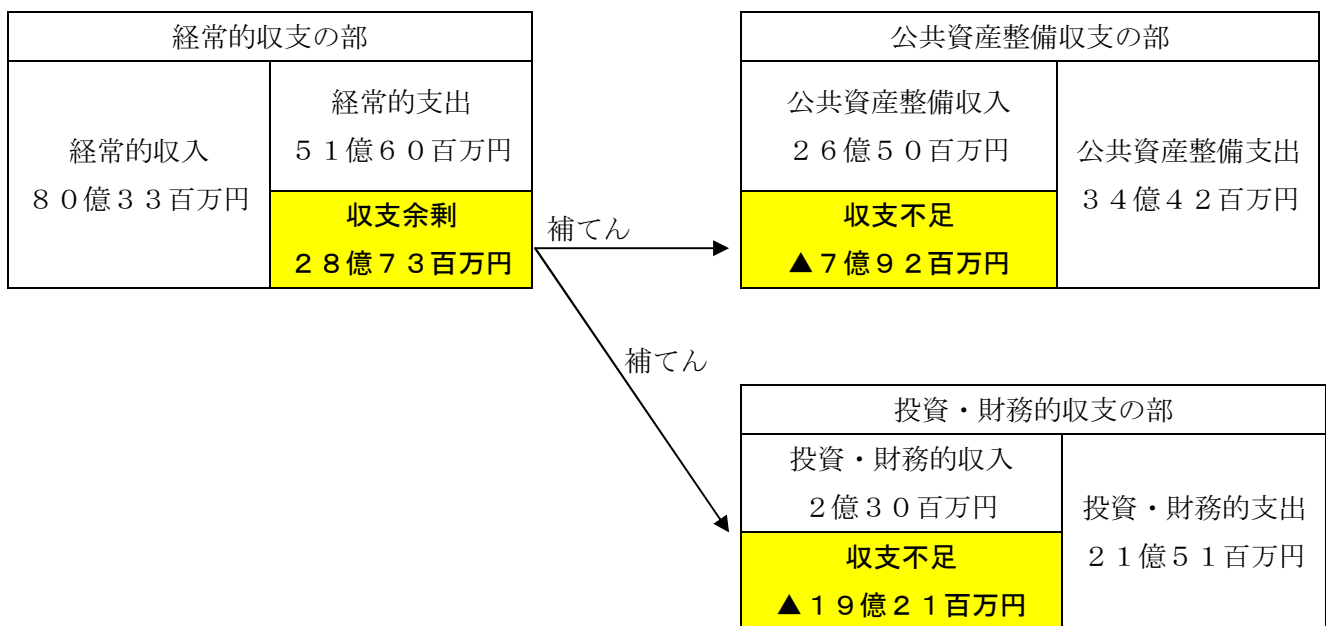 経常的収支の部
経常的収入
８０億３３百万円
経常的支出
５１億６０百万円
収支余剰
２８億７３百万円
補てん
補てん
公共資産整備収支の部
公共資産整備収入
２６億５０百万円
収支不足
▲７億９２百万円
公共資産整備支出
３４億４２百万円
投資・財務的収支の部
投資・財務的収入
２億３０百万円
収支不足
▲１９億２１百万円
投資・財務的支出
２１億５１百万円